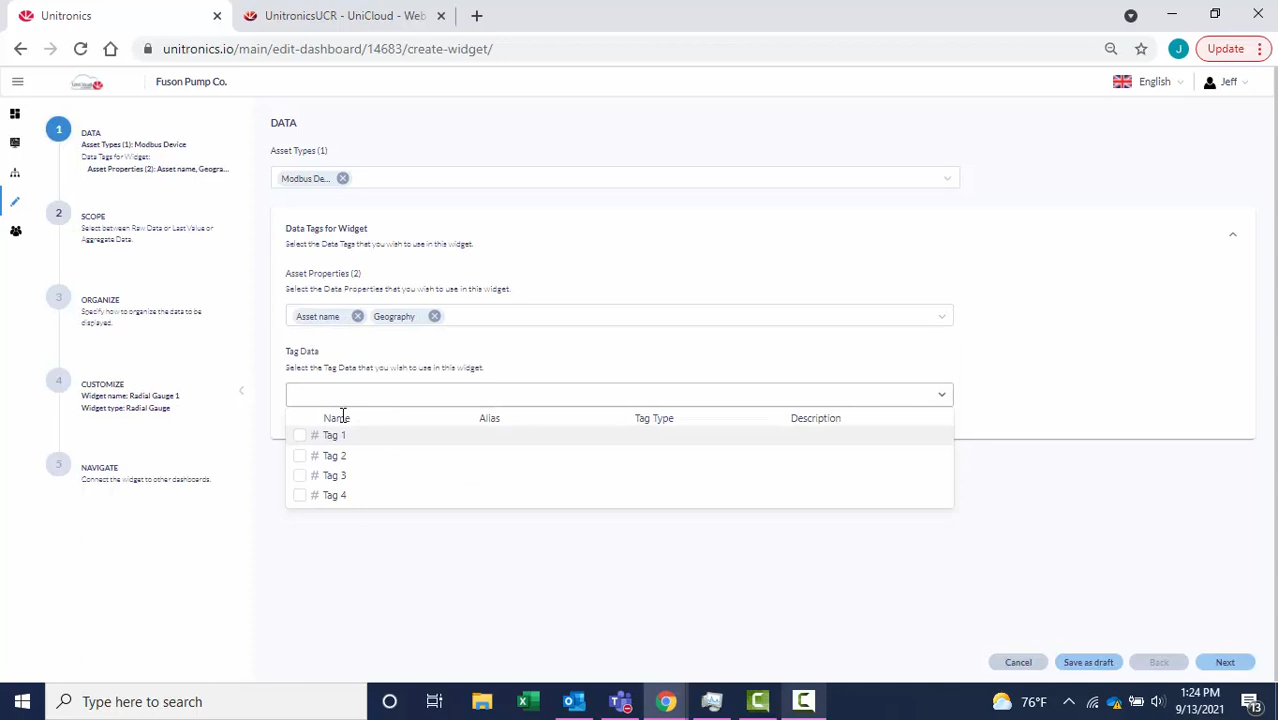 Unitronics
UnitronicsUCR - UniCloud - Web
unitronics.io/main/edit-dashboard/14683/create-widget/
J
Update
UniCloud
Fuson Pump Co.
English
Jeff
1
DATA
Asset Types (1): Modbus Device
Data Tags for Widget:
Asset Properties (2): Asset name, Geogra...
2
SCOPE
Select between Raw Data or Last Value or
Aggregate Data.
3
ORGANIZE
Specify how to organize the data to be
displayed.
4
CUSTOMIZE
Widget name: Radial Gauge 1
Widget type: Radial Gauge
5
NAVIGATE
Connect the widget to other dashboards.
DATA
Asset Types (1)
Modbus De...
Data Tags for Widget
Select the Data Tags that you wish to use in this widget.
Asset Properties (2)
Select the Data Properties that you wish to use in this widget.
Asset name
Geography
Tag Data
Select the Tag Data that you wish to use in this widget.
Name Alias Tag Type Description
# Tag 1
# Tag 2
# Tag 3
# Tag 4
Cancel
Save as draft
Back
Next
Type here to search
76°F
1:24 PM
9/13/2021
13